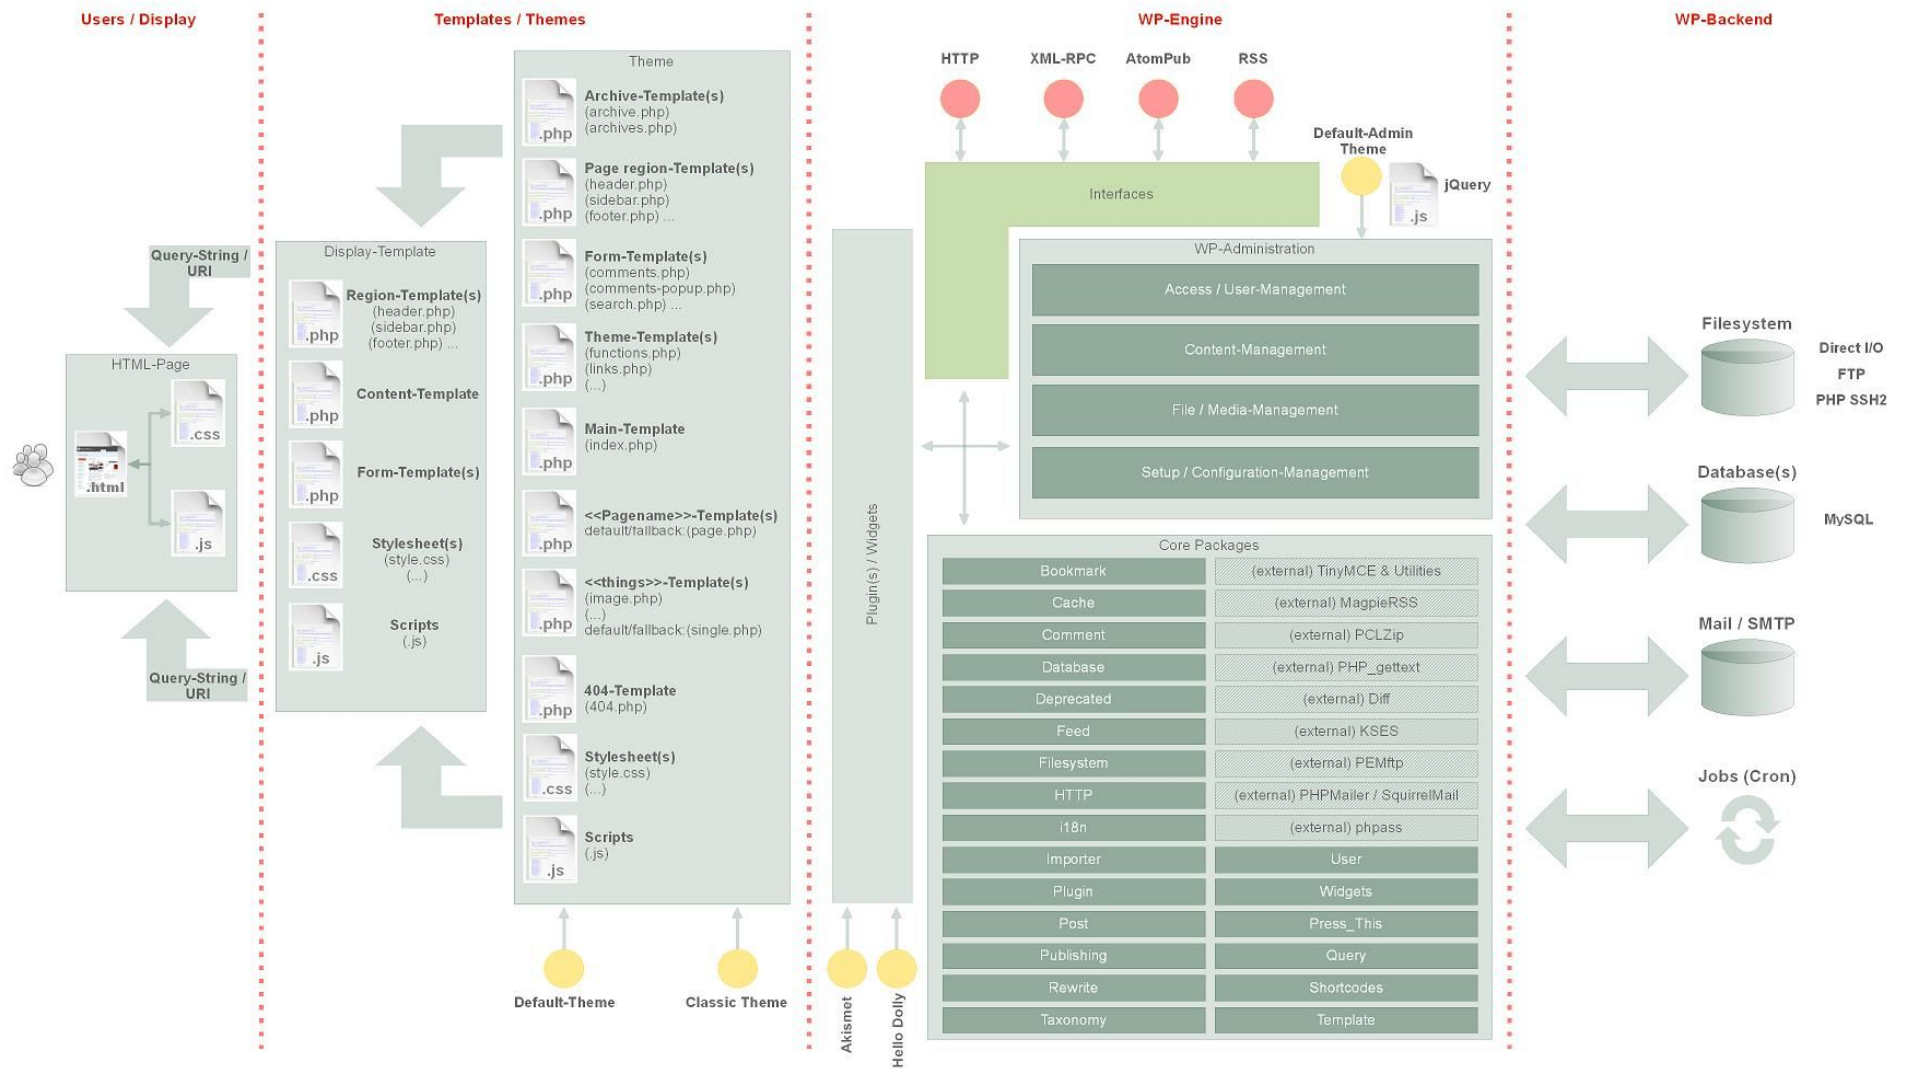 Users / Display
Templates / Themes
WP-Engine
WP-Backend
Query-String /
URI
HTML-Page
.css
.html
.js
Query-String /
URI
Display-Template
.php
Region-Template(s)
(header.php)
(sidebar.php)
(footer.php) ...
.php
Content-Template
.php
Form-Template(s)
.css
Stylesheet(s)
(style.css)
(...)
.js
Scripts
(.js)
Theme
.php
Archive-Template(s)
(archive.php)
(archives.php)
.php
Page region-Template(s)
(header.php)
(sidebar.php)
(footer.php) ...
.php
Form-Template(s)
(comments.php)
(comments-popup.php)
(search.php) ...
.php
Theme-Template(s)
(functions.php)
(links.php)
(...)
.php
Main-Template
(index.php)
.php
<<Pagename>>-Template(s)
default/fallback:(page.php)
.php
<<things>>-Template(s)
(image.php)
(...)
default/fallback:(single.php)
.php
404-Template
(404.php)
.css
Stylesheet(s)
(style.css)
(...)
.js
Scripts
(.js)
Default-Theme
Classic Theme
Plugin(s) / Widgets
Akismet
Hello Dolly
HTTP
XML-RPC
AtomPub
RSS
Interfaces
Default-Admin
Theme
.js
jQuery
WP-Administration
Access / User-Management
Content-Management
File / Media-Management
Setup / Configuration-Management
Core Packages
Bookmark
(external) TinyMCE & Utilities
Cache
(external) MagpieRSS
Comment
(external) PCLZip
Database
(external) PHP_gettext
Deprecated
(external) Diff
Feed
(external) KSES
Filesystem
(external) PEMftp
HTTP
(external) PHPMailer / SquirrelMail
i18n
(external) phpass
Importer
User
Plugin
Widgets
Post
Press_This
Publishing
Query
Rewrite
Shortcodes
Taxonomy
Template
Filesystem
Direct I/O
FTP
PHP SSH2
Database(s)
MySQL
Mail / SMTP
Jobs (Cron)